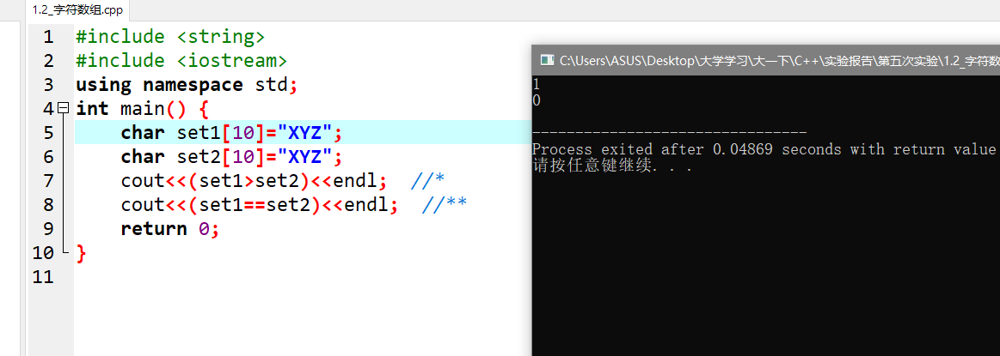 1.2_字符数组.cpp
1 #include <string>
2 #include <iostream>
3 using namespace std;
4 int main() {
5 char set1[10]="XYZ";
6 char set2[10]="XYZ";
7 cout<<(set1>set2)<<endl; //*
8 cout<<(set1==set2)<<endl; //**
9 return 0;
10 }
11
C:\Users\ASUS\Desktop\大学学习\大一下\C++\实验报告\第五次实验\1.2_字符数
1
0
--------------------------------
Process exited after 0.04869 seconds with return value
请按任意键继续. . .